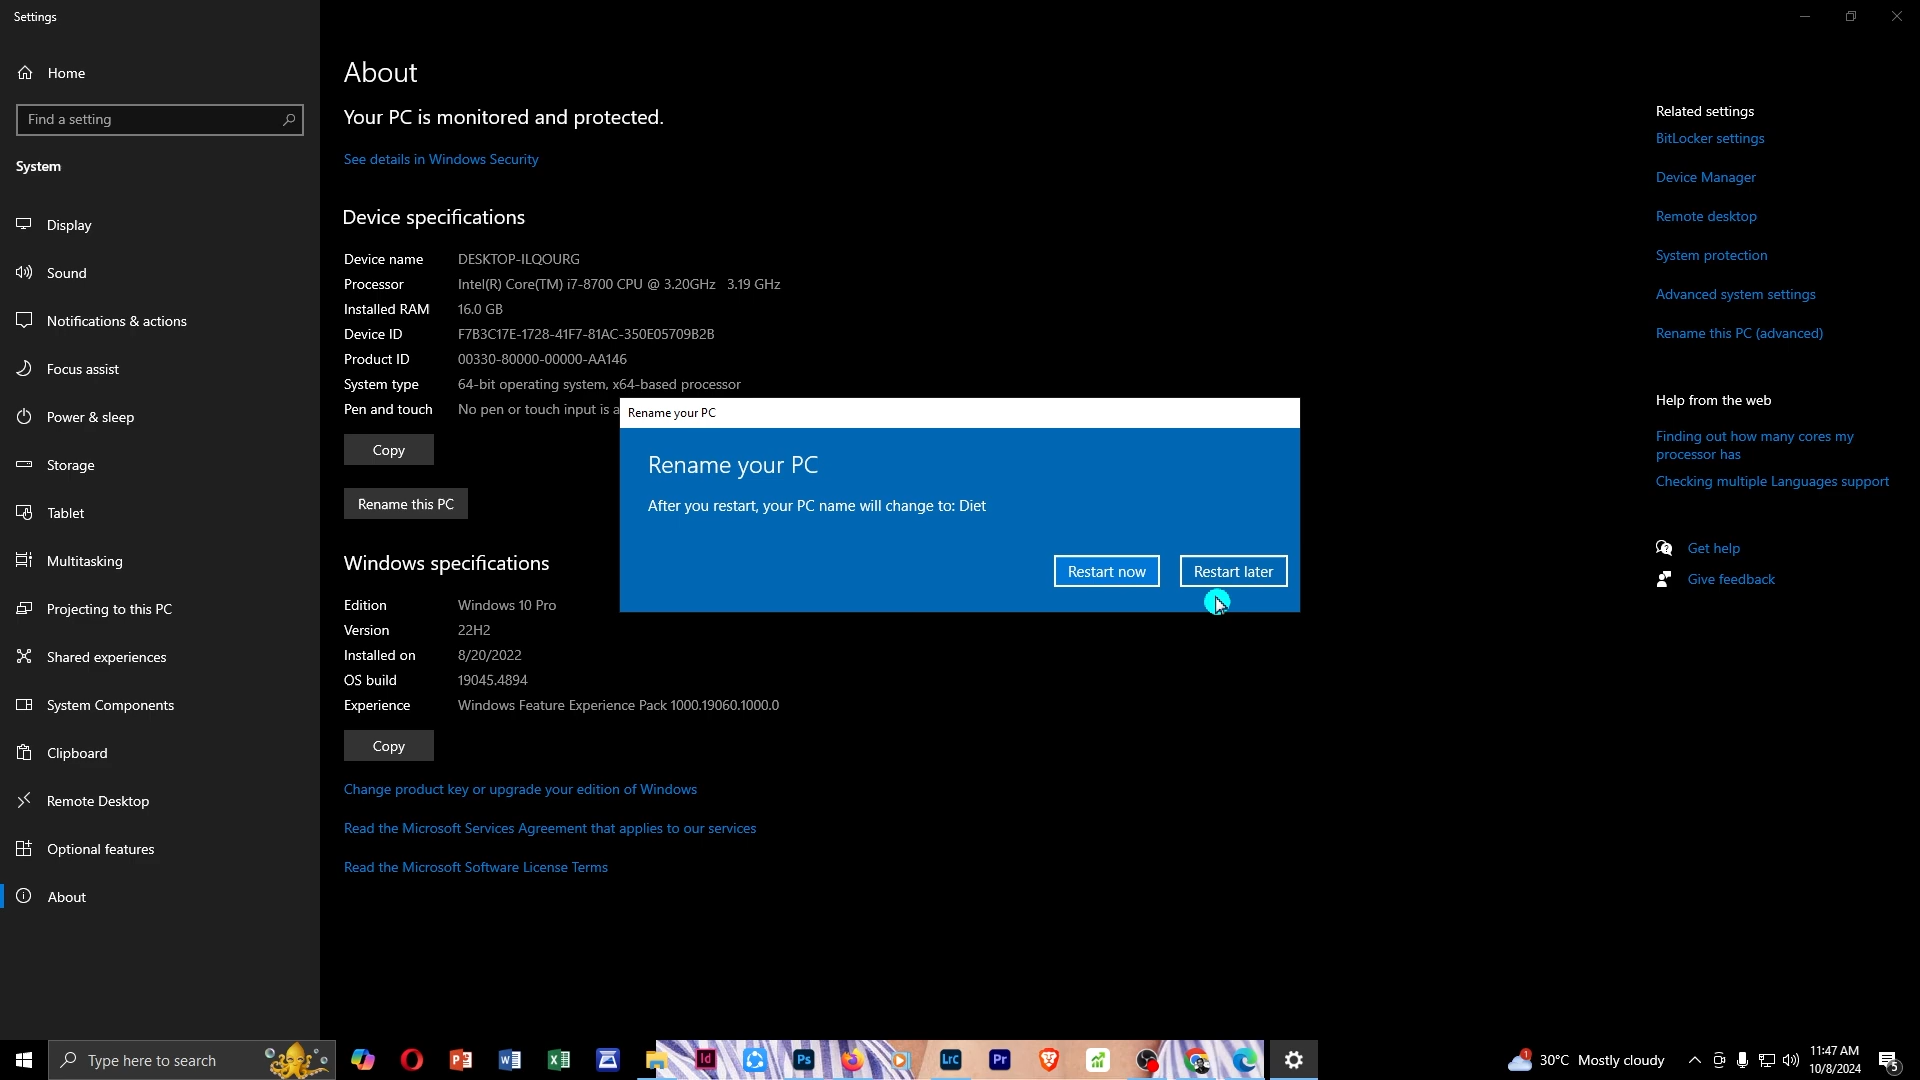 Settings
Home
Find a setting
System
Display
Sound
Notifications & actions
Focus assist
Power & sleep
Storage
Tablet
Multitasking
Projecting to this PC
Shared experiences
System Components
Clipboard
Remote Desktop
Optional features
About
About
Your PC is monitored and protected.
See details in Windows Security
Device specifications
Device name DESKTOP-ILQOURG
Processor Intel(R) Core(TM) i7-8700 CPU @ 3.20GHz 3.19 GHz
Installed RAM 16.0 GB
Device ID F7B3C17E-1728-41F7-81AC-350E05709B2B
Product ID 00330-80000-00000-AA146
System type 64-bit operating system, x64-based processor
Pen and touch No pen or touch input is a
Copy
Rename this PC
Rename your PC
Rename your PC
After you restart, your PC name will change to: Diet
Restart now
Restart later
Windows specifications
Edition Windows 10 Pro
Version 22H2
Installed on 8/20/2022
OS build 19045.4894
Experience Windows Feature Experience Pack 1000.19060.1000.0
Copy
Change product key or upgrade your edition of Windows
Read the Microsoft Services Agreement that applies to our services
Read the Microsoft Software License Terms
Related settings
BitLocker settings
Device Manager
Remote desktop
System protection
Advanced system settings
Rename this PC (advanced)
Help from the web
Finding out how many cores my
processor has
Checking multiple Languages support
Get help
Give feedback
Type here to search
P
W
X
Id
Ps
LrC
Pr
1
30°C Mostly cloudy
11:47 AM
10/8/2024
5